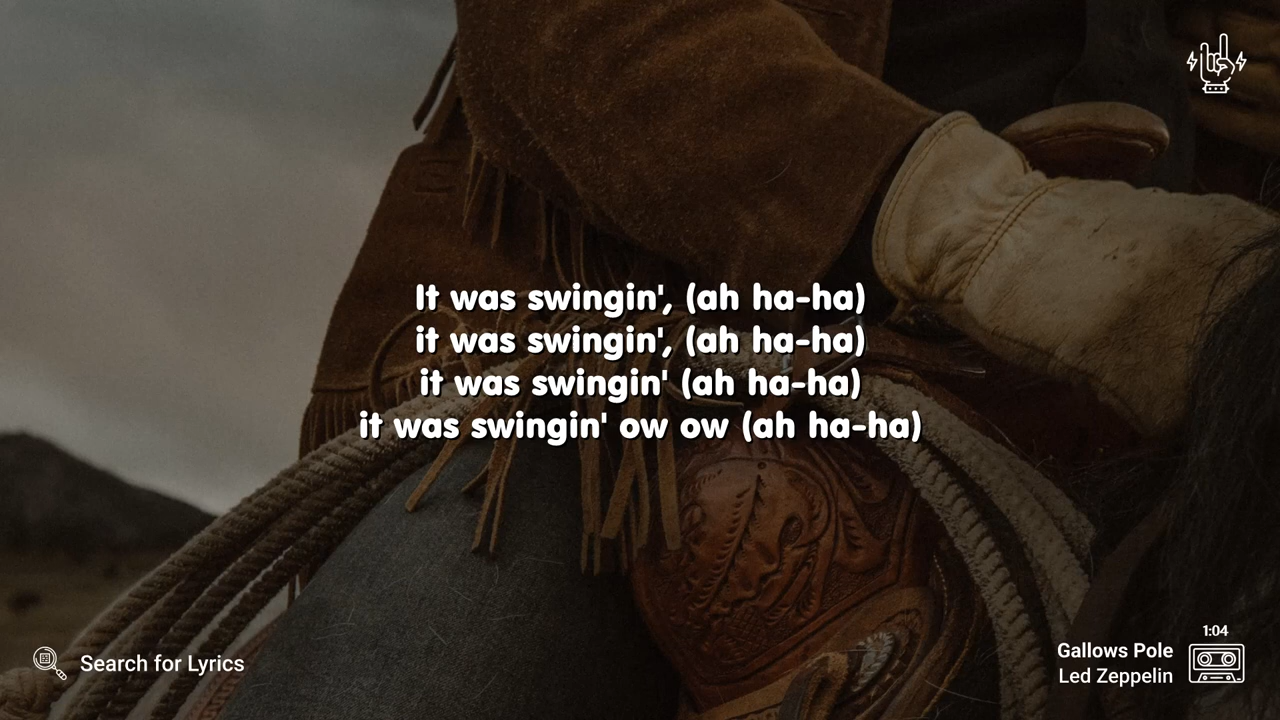 It was swingin', (ah ha-ha)
it was swingin', (ah ha-ha)
it was swingin' (ah ha-ha)
it was swingin' ow ow (ah ha-ha)
Search for Lyrics
1:04
Gallows Pole
Led Zeppelin